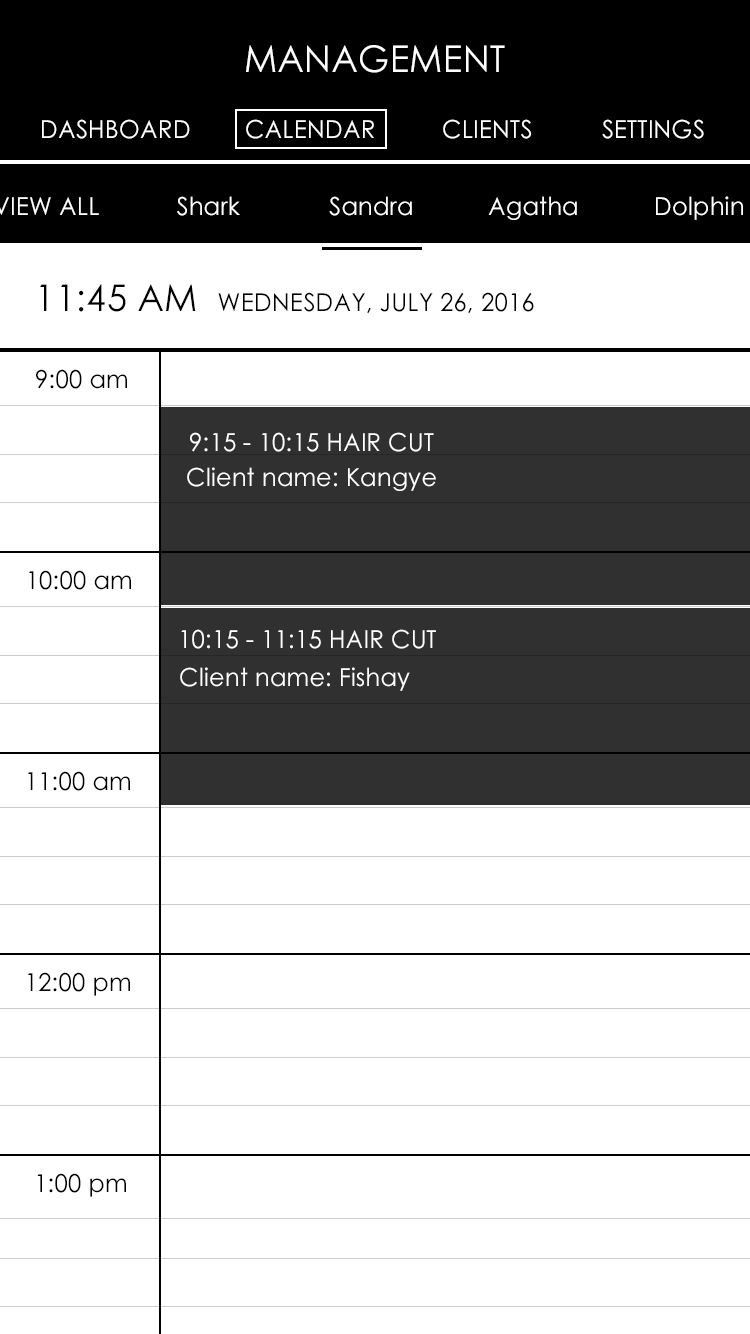 MANAGEMENT
DASHBOARD CALENDAR CLIENTS SETTINGS
VIEW ALL Shark Sandra Agatha Dolphin
11:45 AM WEDNESDAY, JULY 26, 2016
9:00 am
9:15 - 10:15 HAIR CUT
Client name: Kangye
10:00 am
10:15 - 11:15 HAIR CUT
Client name: Fishay
11:00 am
12:00 pm
1:00 pm